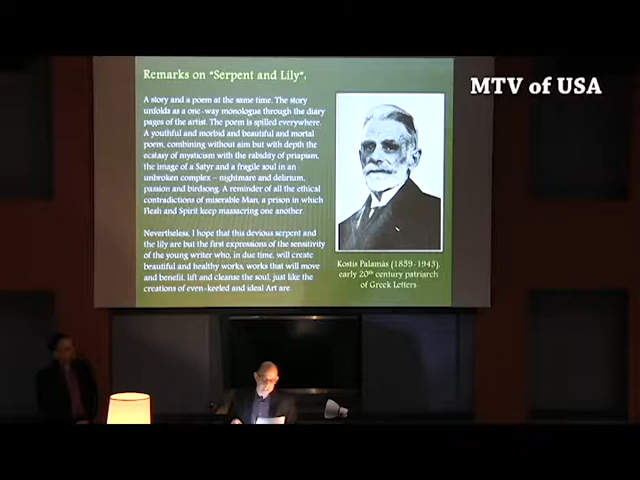 Remarks on "Serpent and Lily".
A story and a poem at the same time. The story
unfolds as a one-way monologue through the diary
pages of the artist. The poem is spilled everywhere.
A youthful and morbid and beautiful and mortal
poem, combining without aim but with depth the
ecstasy of mysticism with the rabidity of priapism,
the image of a Satyr and a fragile soul in an
unbroken complex – nightmare and delirium,
passion and birdsong. A reminder of all the ethical
contradictions of miserable Man, a prison in which
Flesh and Spirit keep massacring one another.
Nevertheless, I hope that this devious serpent and
the lily are but the first expressions of the sensitivity
of the young writer who, in due time, will create
beautiful and healthy works, works that will move
and benefit, lift and cleanse the soul, just like the
creations of even-keeled and ideal Art are.
Kostis Palamas (1859-1943),
early 20th century patriarch
of Greek Letters
MTV of USA